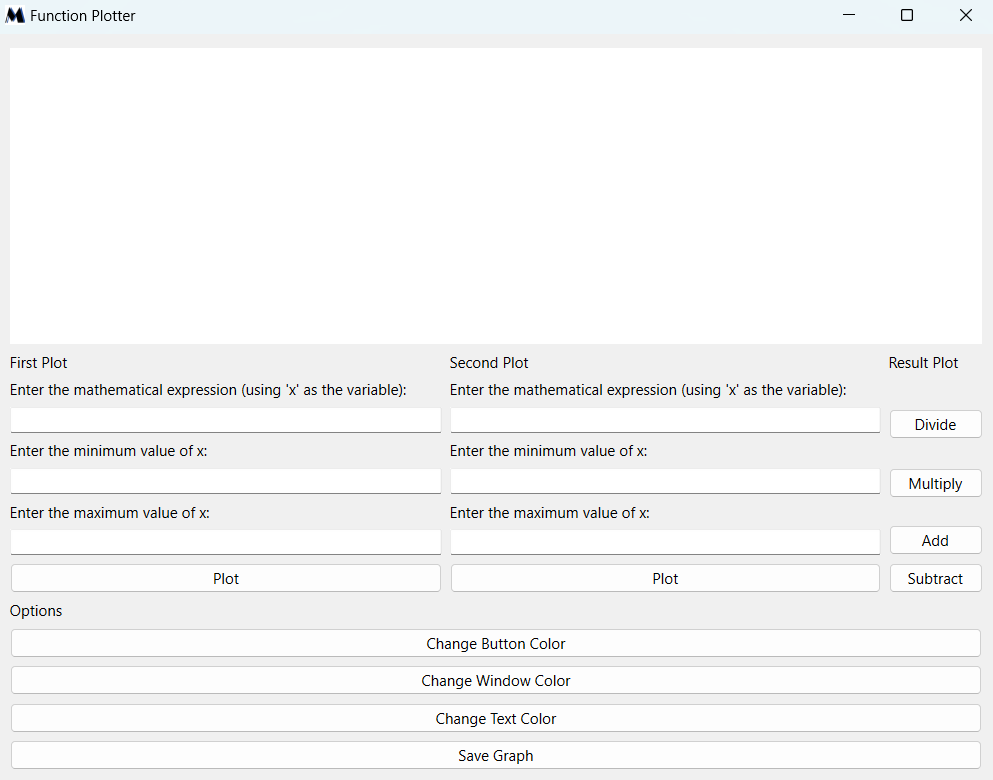 Function Plotter
First Plot Second Plot Result Plot
Enter the mathematical expression (using 'x' as the variable): Enter the mathematical expression (using 'x' as the variable):
Divide
Enter the minimum value of x: Enter the minimum value of x:
Multiply
Enter the maximum value of x: Enter the maximum value of x:
Add
Plot Plot Subtract
Options
Change Button Color
Change Window Color
Change Text Color
Save Graph